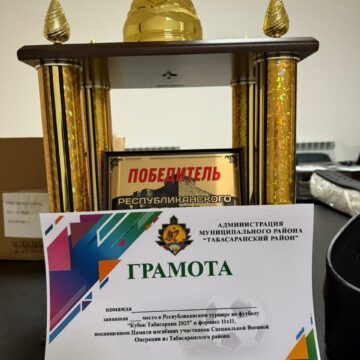 ПОБЕДИТЕЛЬ
РЕСПУБЛИКАНСКОГО
АДМИНИСТРАЦИЯ
МУНИЦИПАЛЬНОГО РАЙОНА
"ТАБАСАРАНСКИЙ РАЙОН"
ГРАМОТА
команда
занявшая ____ место в Республиканском турнире по футболу
"Кубок Табасарана 2025" в формате 11х11,
посвященном Памяти погибших участников Специальной Военной
Операции из Табасаранского района